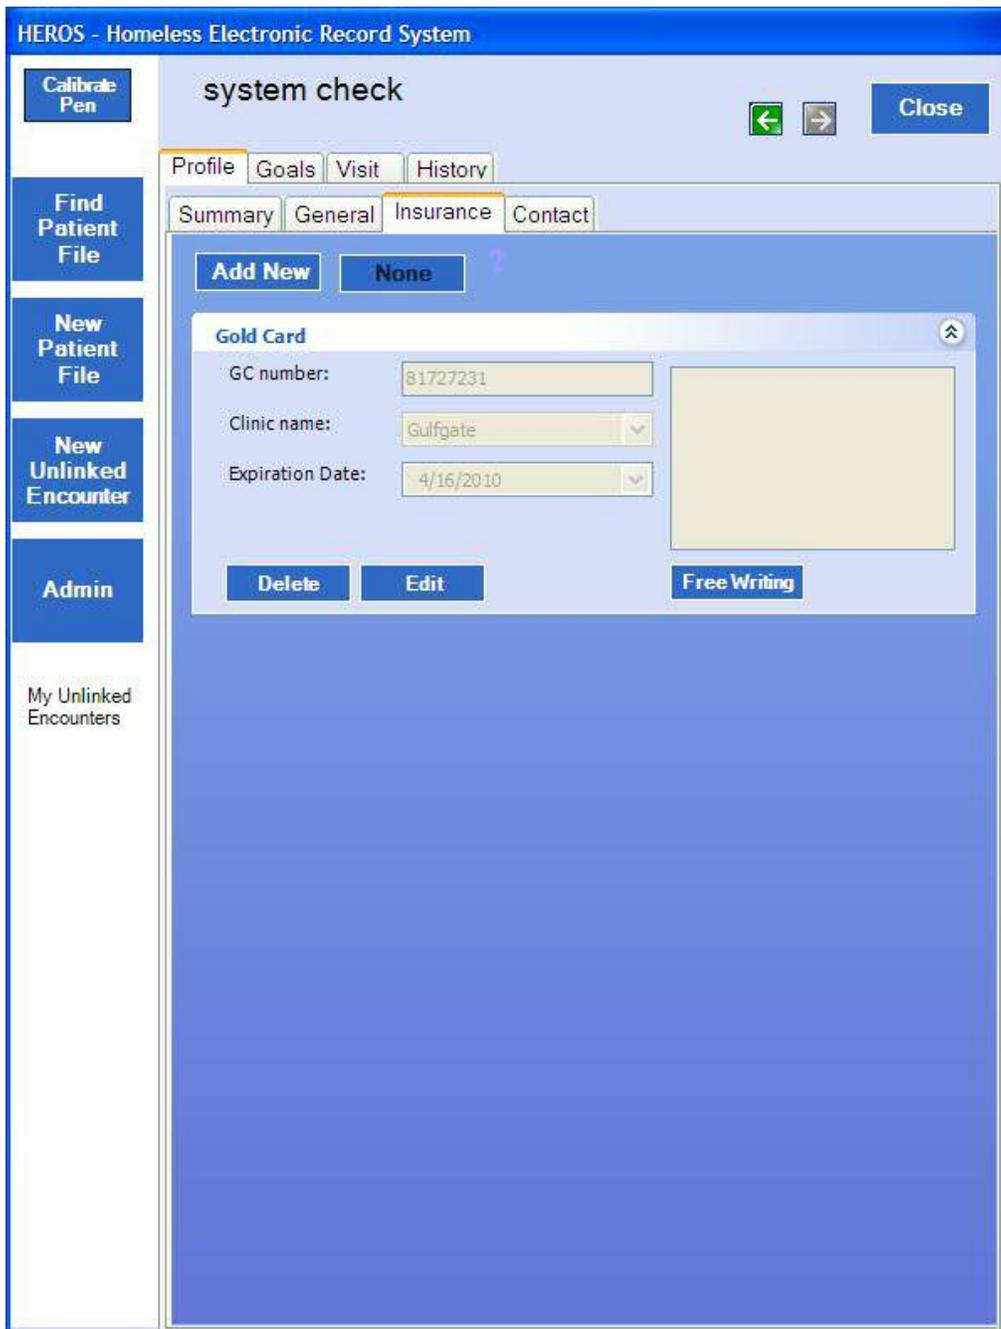 HEROS - Homeless Electronic Record System
Calibrate
Pen
system check
Close
Profile Goals Visit History
Find
Patient
File
Summary General Insurance Contact
Add New None ?
New
Patient
File
Gold Card
GC number: 81727231
Clinic name: Gulfgate
Expiration Date: 4/16/2010
New
Unlinked
Encounter
Delete Edit Free Writing
Admin
My Unlinked
Encounters